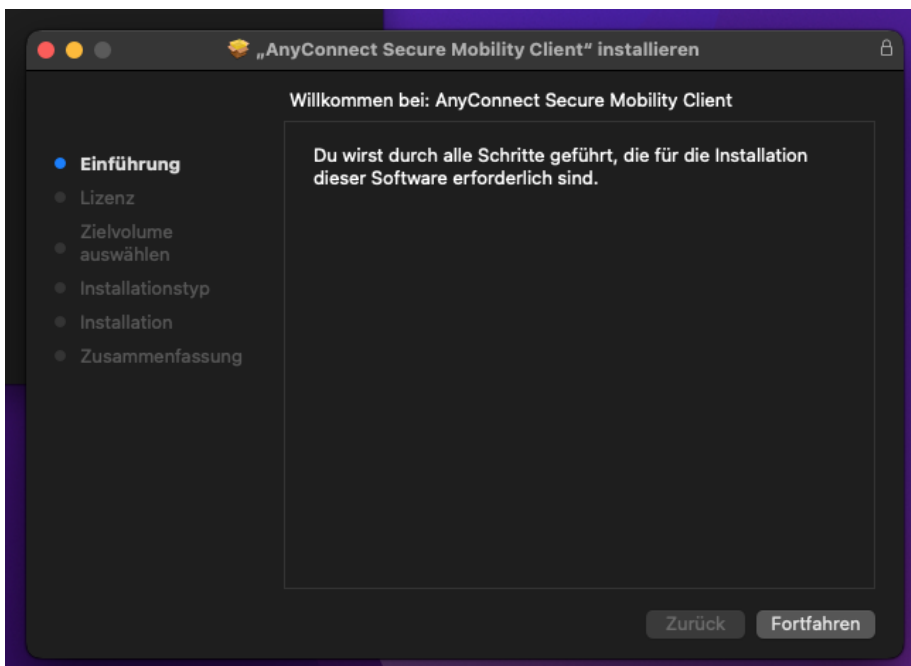 „AnyConnect Secure Mobility Client“ installieren
Willkommen bei: AnyConnect Secure Mobility Client
Einführung
Lizenz
Zielvolume
auswählen
Installationstyp
Installation
Zusammenfassung
Du wirst durch alle Schritte geführt, die für die Installation
dieser Software erforderlich sind.
Zurück
Fortfahren